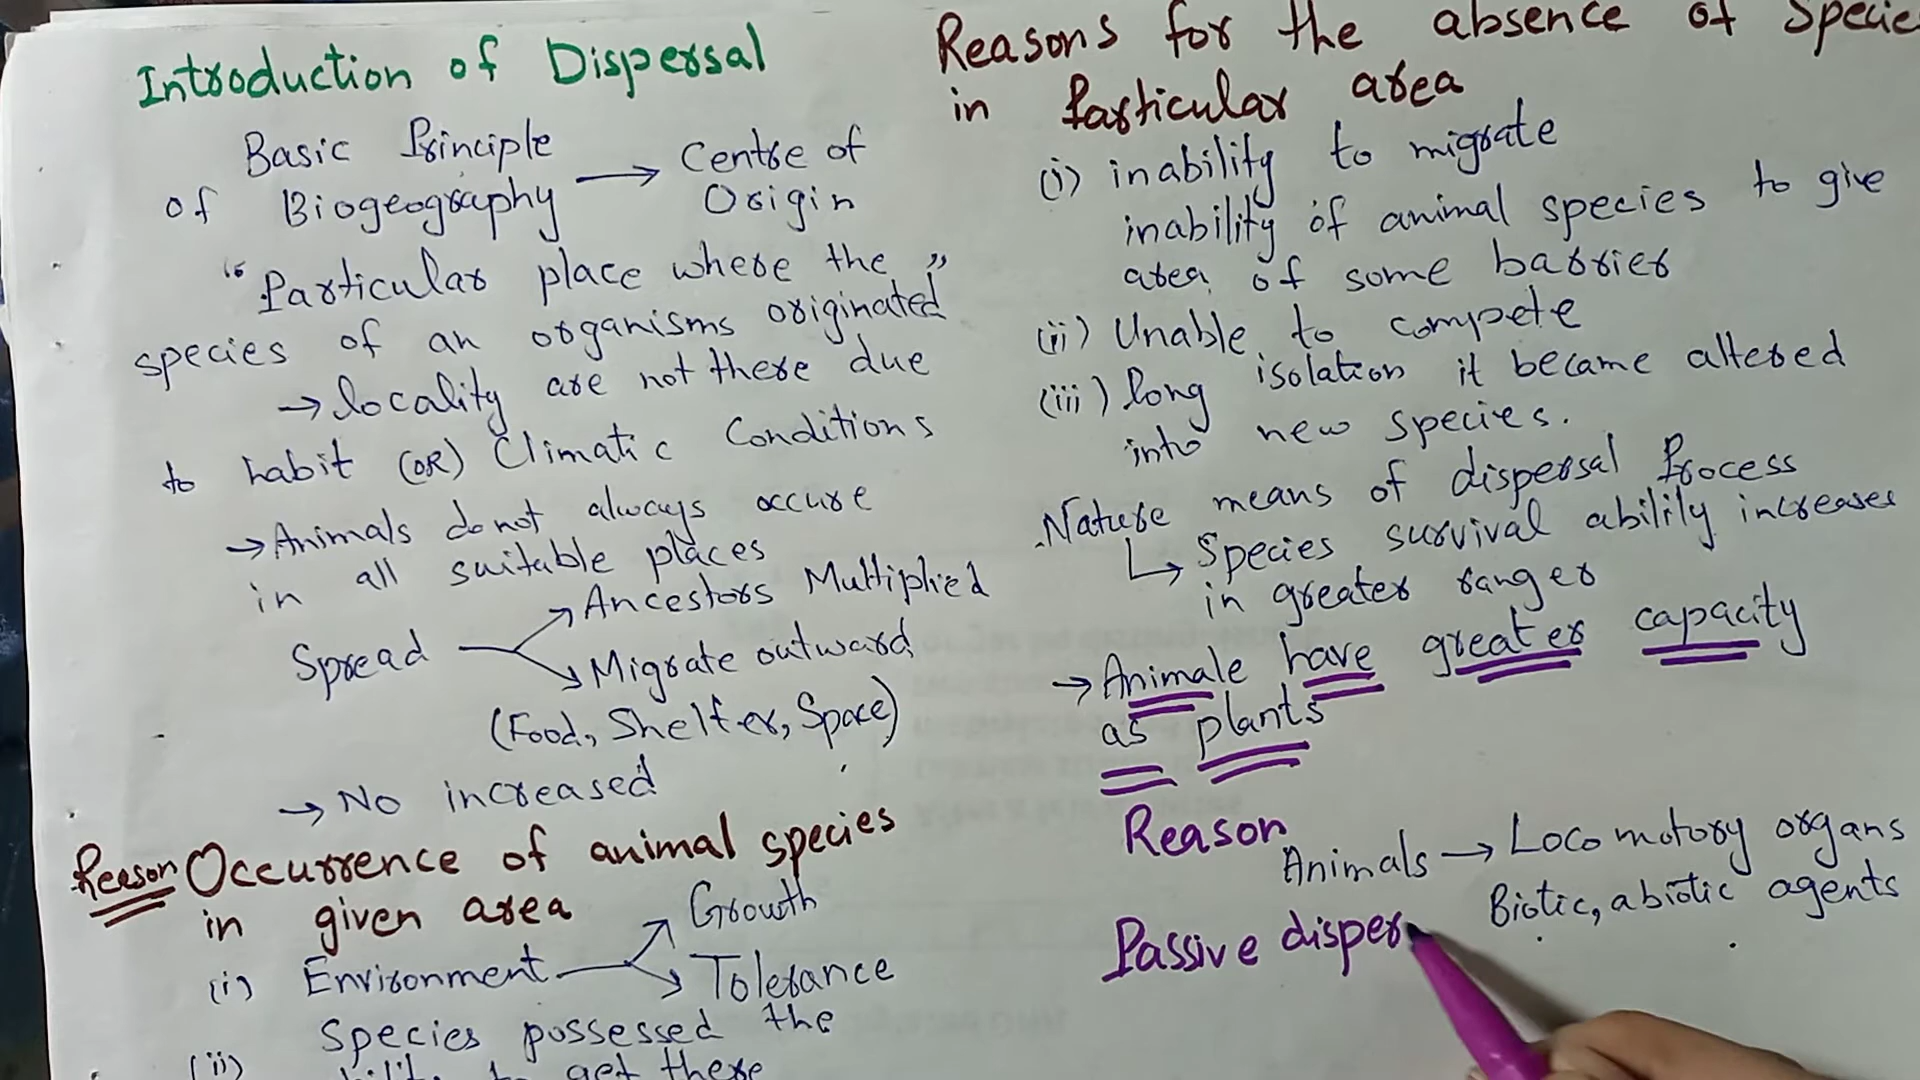 Introduction of Dispersal
Basic Principle
of Biogeography → Centre of
Origin
"Particular place where the"
species of an organisms originated
→ locality are not there due
to habit (OR) Climatic Conditions
→ Animals do not always occure
in all suitable places
Spread → Ancestors Multiplied
→ Migrate outward
(Food, Shelter, Space)
→ No increased
Reason Occurrence of animal species
in given area
(i) Environment → Growth
→ Tolerance
Species possessed the
(ii) to get there
Reasons for the absence of Specie
in Particular area
(i) inability to migrate
inability of animal species to give
area of some barrier
(ii) Unable to compete
(iii) long isolation it became altered
into new species.
Nature means of dispersal Process
↳ Species survival ability increases
in greater ranger
→ Animale have greater capacity
as plants
Reason
Animals → Loco motory organs
Biotic, abiotic agents
Passive disper